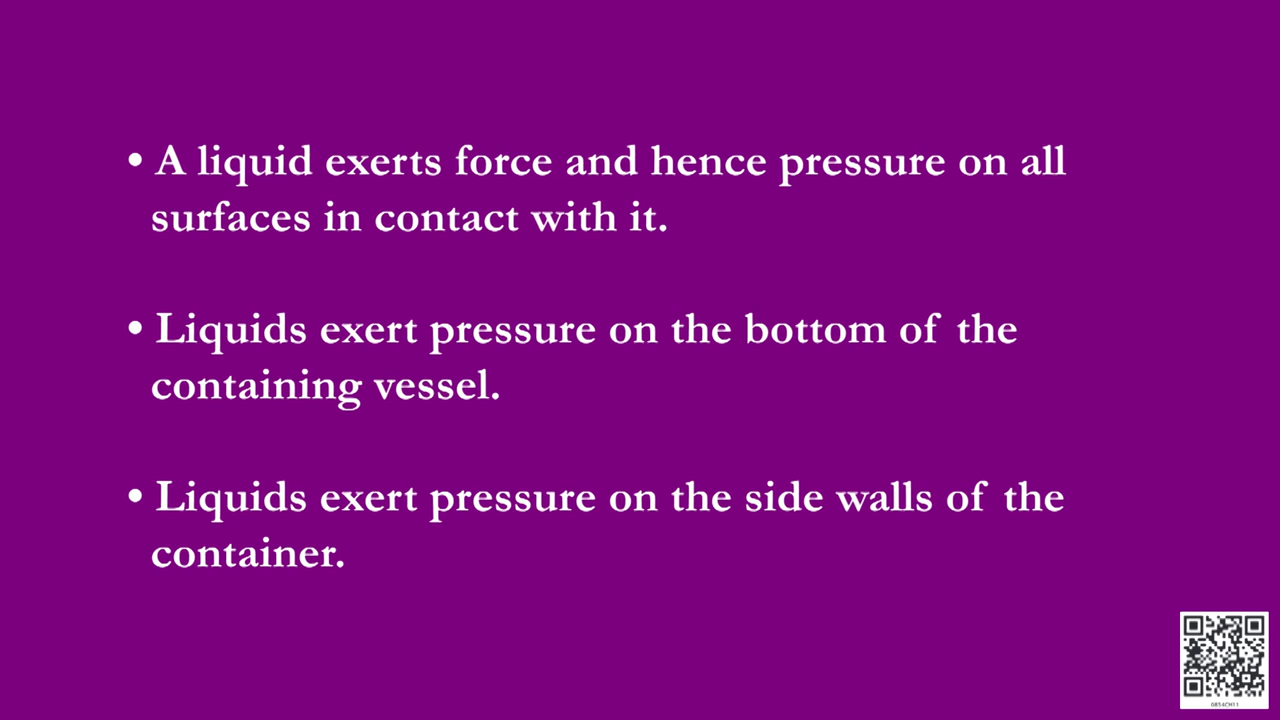 • A liquid exerts force and hence pressure on all
surfaces in contact with it.
• Liquids exert pressure on the bottom of the
containing vessel.
• Liquids exert pressure on the side walls of the
container.
0854CH11